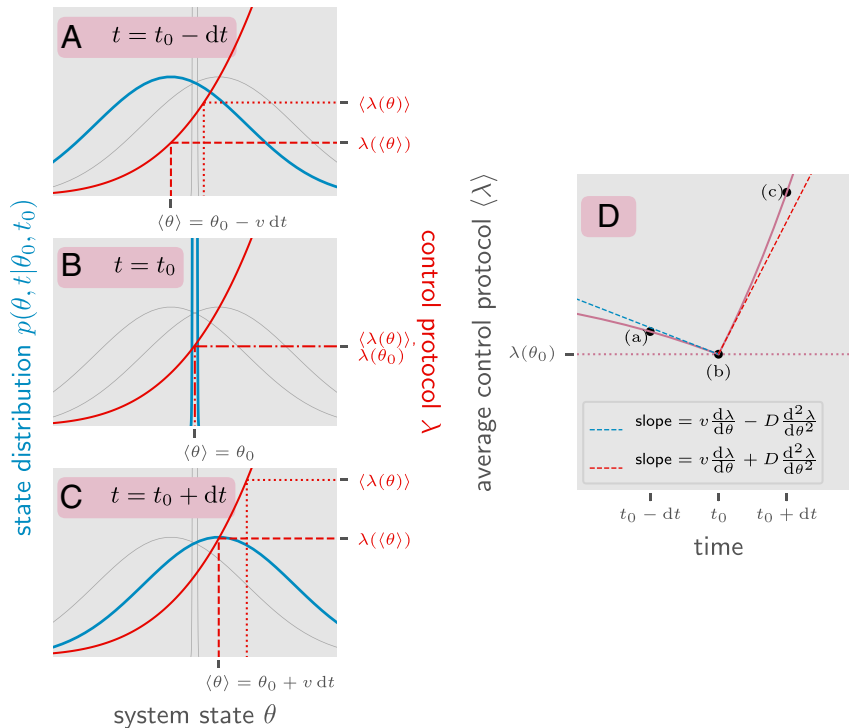 A t = t₀ − dt
⟨λ(θ)⟩
λ(⟨θ⟩)
⟨θ⟩ = θ₀ − v dt
B t = t₀
⟨λ(θ)⟩,
λ(θ₀)
⟨θ⟩ = θ₀
C t = t₀ + dt
⟨λ(θ)⟩
λ(⟨θ⟩)
⟨θ⟩ = θ₀ + v dt
system state θ
state distribution p(θ, t|θ₀, t₀)
control protocol λ
average control protocol ⟨λ⟩
D
(c)
(a)
(b)
λ(θ₀)
slope = v dλ/dθ − D d²λ/dθ²
slope = v dλ/dθ + D d²λ/dθ²
t₀ − dt t₀ t₀ + dt
time